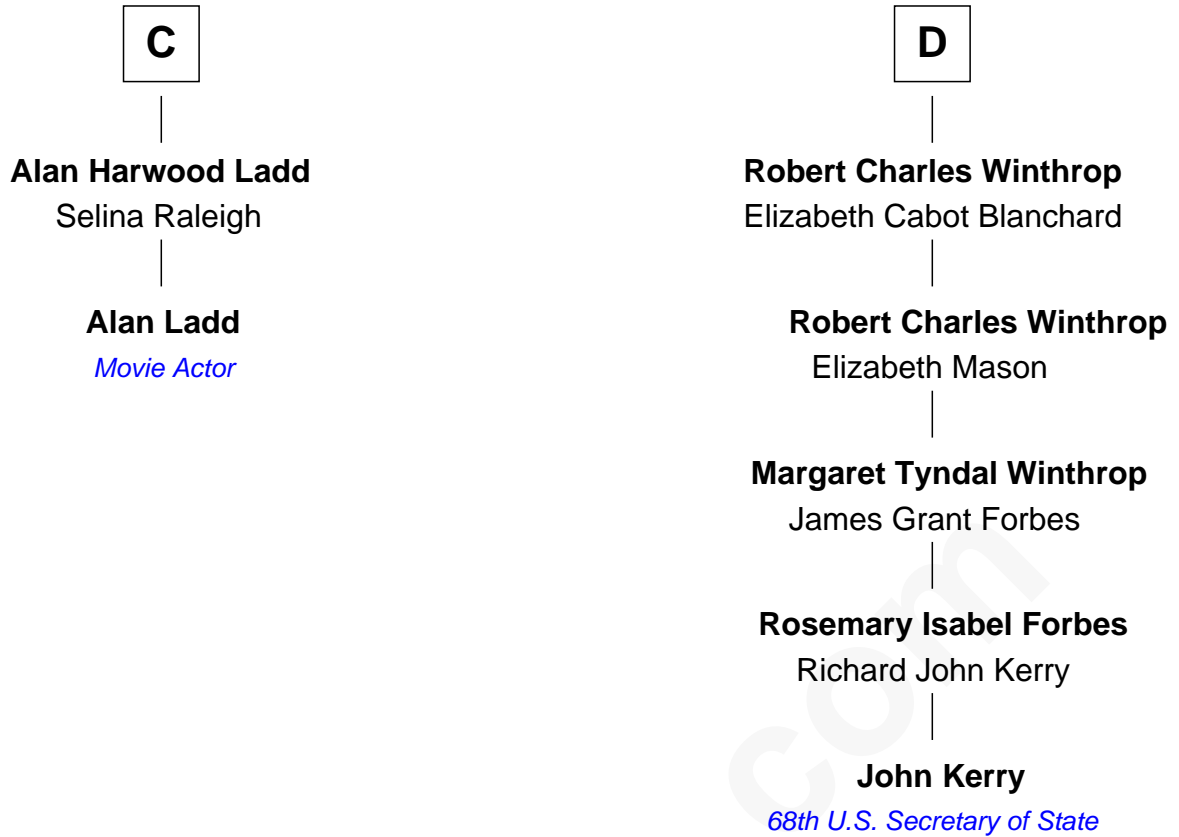 C
Alan Harwood Ladd
Selina Raleigh
Alan Ladd
Movie Actor
D
Robert Charles Winthrop
Elizabeth Cabot Blanchard
Robert Charles Winthrop
Elizabeth Mason
Margaret Tyndal Winthrop
James Grant Forbes
Rosemary Isabel Forbes
Richard John Kerry
John Kerry
68th U.S. Secretary of State
com